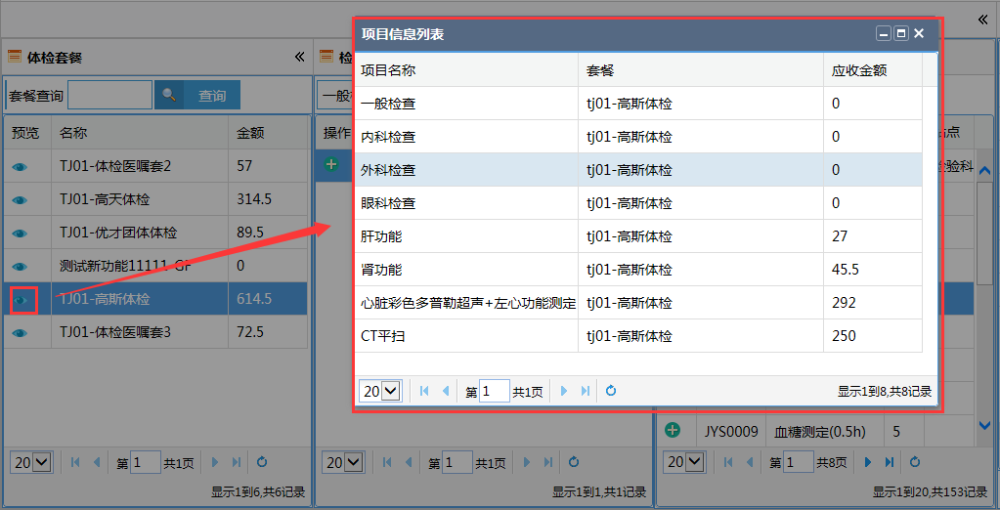 体检套餐
套餐查询 查询
预览 名称 金额
TJ01-体检医嘱套2 57
TJ01-高天体检 314.5
TJ01-优才团体体检 89.5
测试新功能11111-GF 0
TJ01-高斯体检 614.5
TJ01-体检医嘱套3 72.5
20 第 1 共1页
显示1到6,共6记录
检
一般
操作
20 第 1 共1页
显示1到1,共1记录
项目信息列表
项目名称 套餐 应收金额
一般检查 tj01-高斯体检 0
内科检查 tj01-高斯体检 0
外科检查 tj01-高斯体检 0
眼科检查 tj01-高斯体检 0
肝功能 tj01-高斯体检 27
肾功能 tj01-高斯体检 45.5
心脏彩色多普勒超声+左心功能测定 tj01-高斯体检 292
CT平扫 tj01-高斯体检 250
20 第 1 共1页 显示1到8,共8记录
点
验科
JYS0009 血糖测定(0.5h) 5
20 第 1 共8页
显示1到20,共153记录